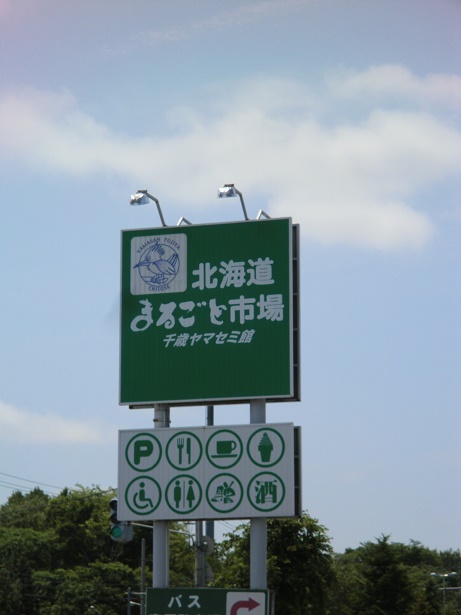 北海道
まるごと市場
千歳ヤマセミ館
P
酒
バス